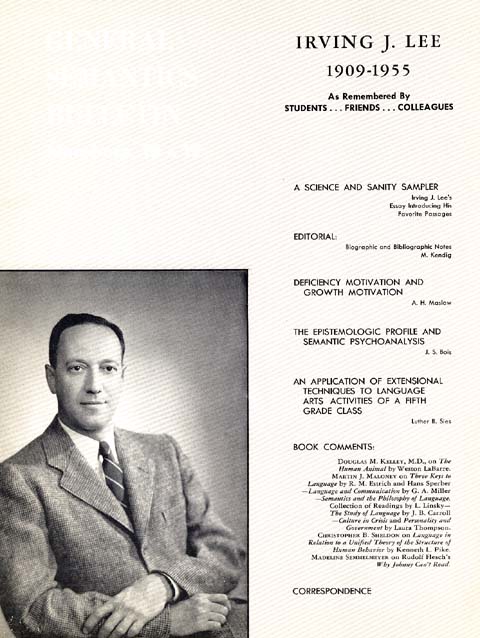 GENERAL
SEMANTICS
BULLETIN
IRVING J. LEE
1909-1955
As Remembered By
STUDENTS . . . FRIENDS . . . COLLEAGUES
A SCIENCE AND SANITY SAMPLER
Irving J. Lee's
Essay Introducing His
Favorite Passages
EDITORIAL:
Biographic and Bibliographic Notes
M. Kendig
DEFICIENCY MOTIVATION AND
GROWTH MOTIVATION
A. H. Maslow
THE EPISTEMOLOGIC PROFILE AND
SEMANTIC PSYCHOANALYSIS
J. S. Bois
AN APPLICATION OF EXTENSIONAL
TECHNIQUES TO LANGUAGE
ARTS ACTIVITIES OF A FIFTH
GRADE CLASS
Luther B. Sies
BOOK COMMENTS:
DOUGLAS M. KELLEY, M.D., on The
Human Animal by Weston LaBarre.
MARTIN J. MALONEY on Three Keys to
Language by R. M. Estrich and Hans Sperber
—Language and Communication by G. A. Miller
—Semantics and the Philosophy of Language,
Collection of Readings by L. Linsky—
The Study of Language by J. B. Carroll
—Culture in Crisis and Personality and
Government by Laura Thompson.
CHRISTOPHER B. SHELDON on Language in
Relation to a Unified Theory of the Structure of
Human Behavior by Kenneth L. Pike.
MADELINE SEMMELMEYER on Rudolf Flesch's
Why Johnny Can't Read.
CORRESPONDENCE